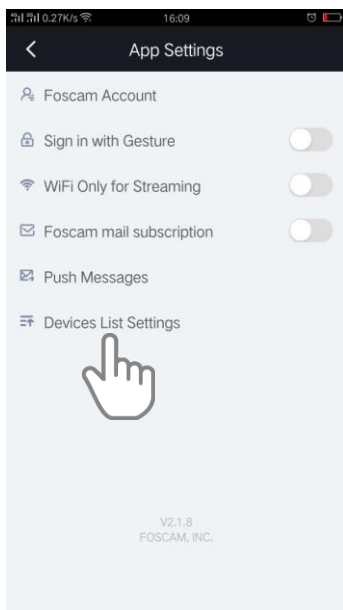 0.27K/s 16:09
App Settings
Foscam Account
Sign in with Gesture
WiFi Only for Streaming
Foscam mail subscription
Push Messages
Devices List Settings
V2.1.8
FOSCAM, INC.